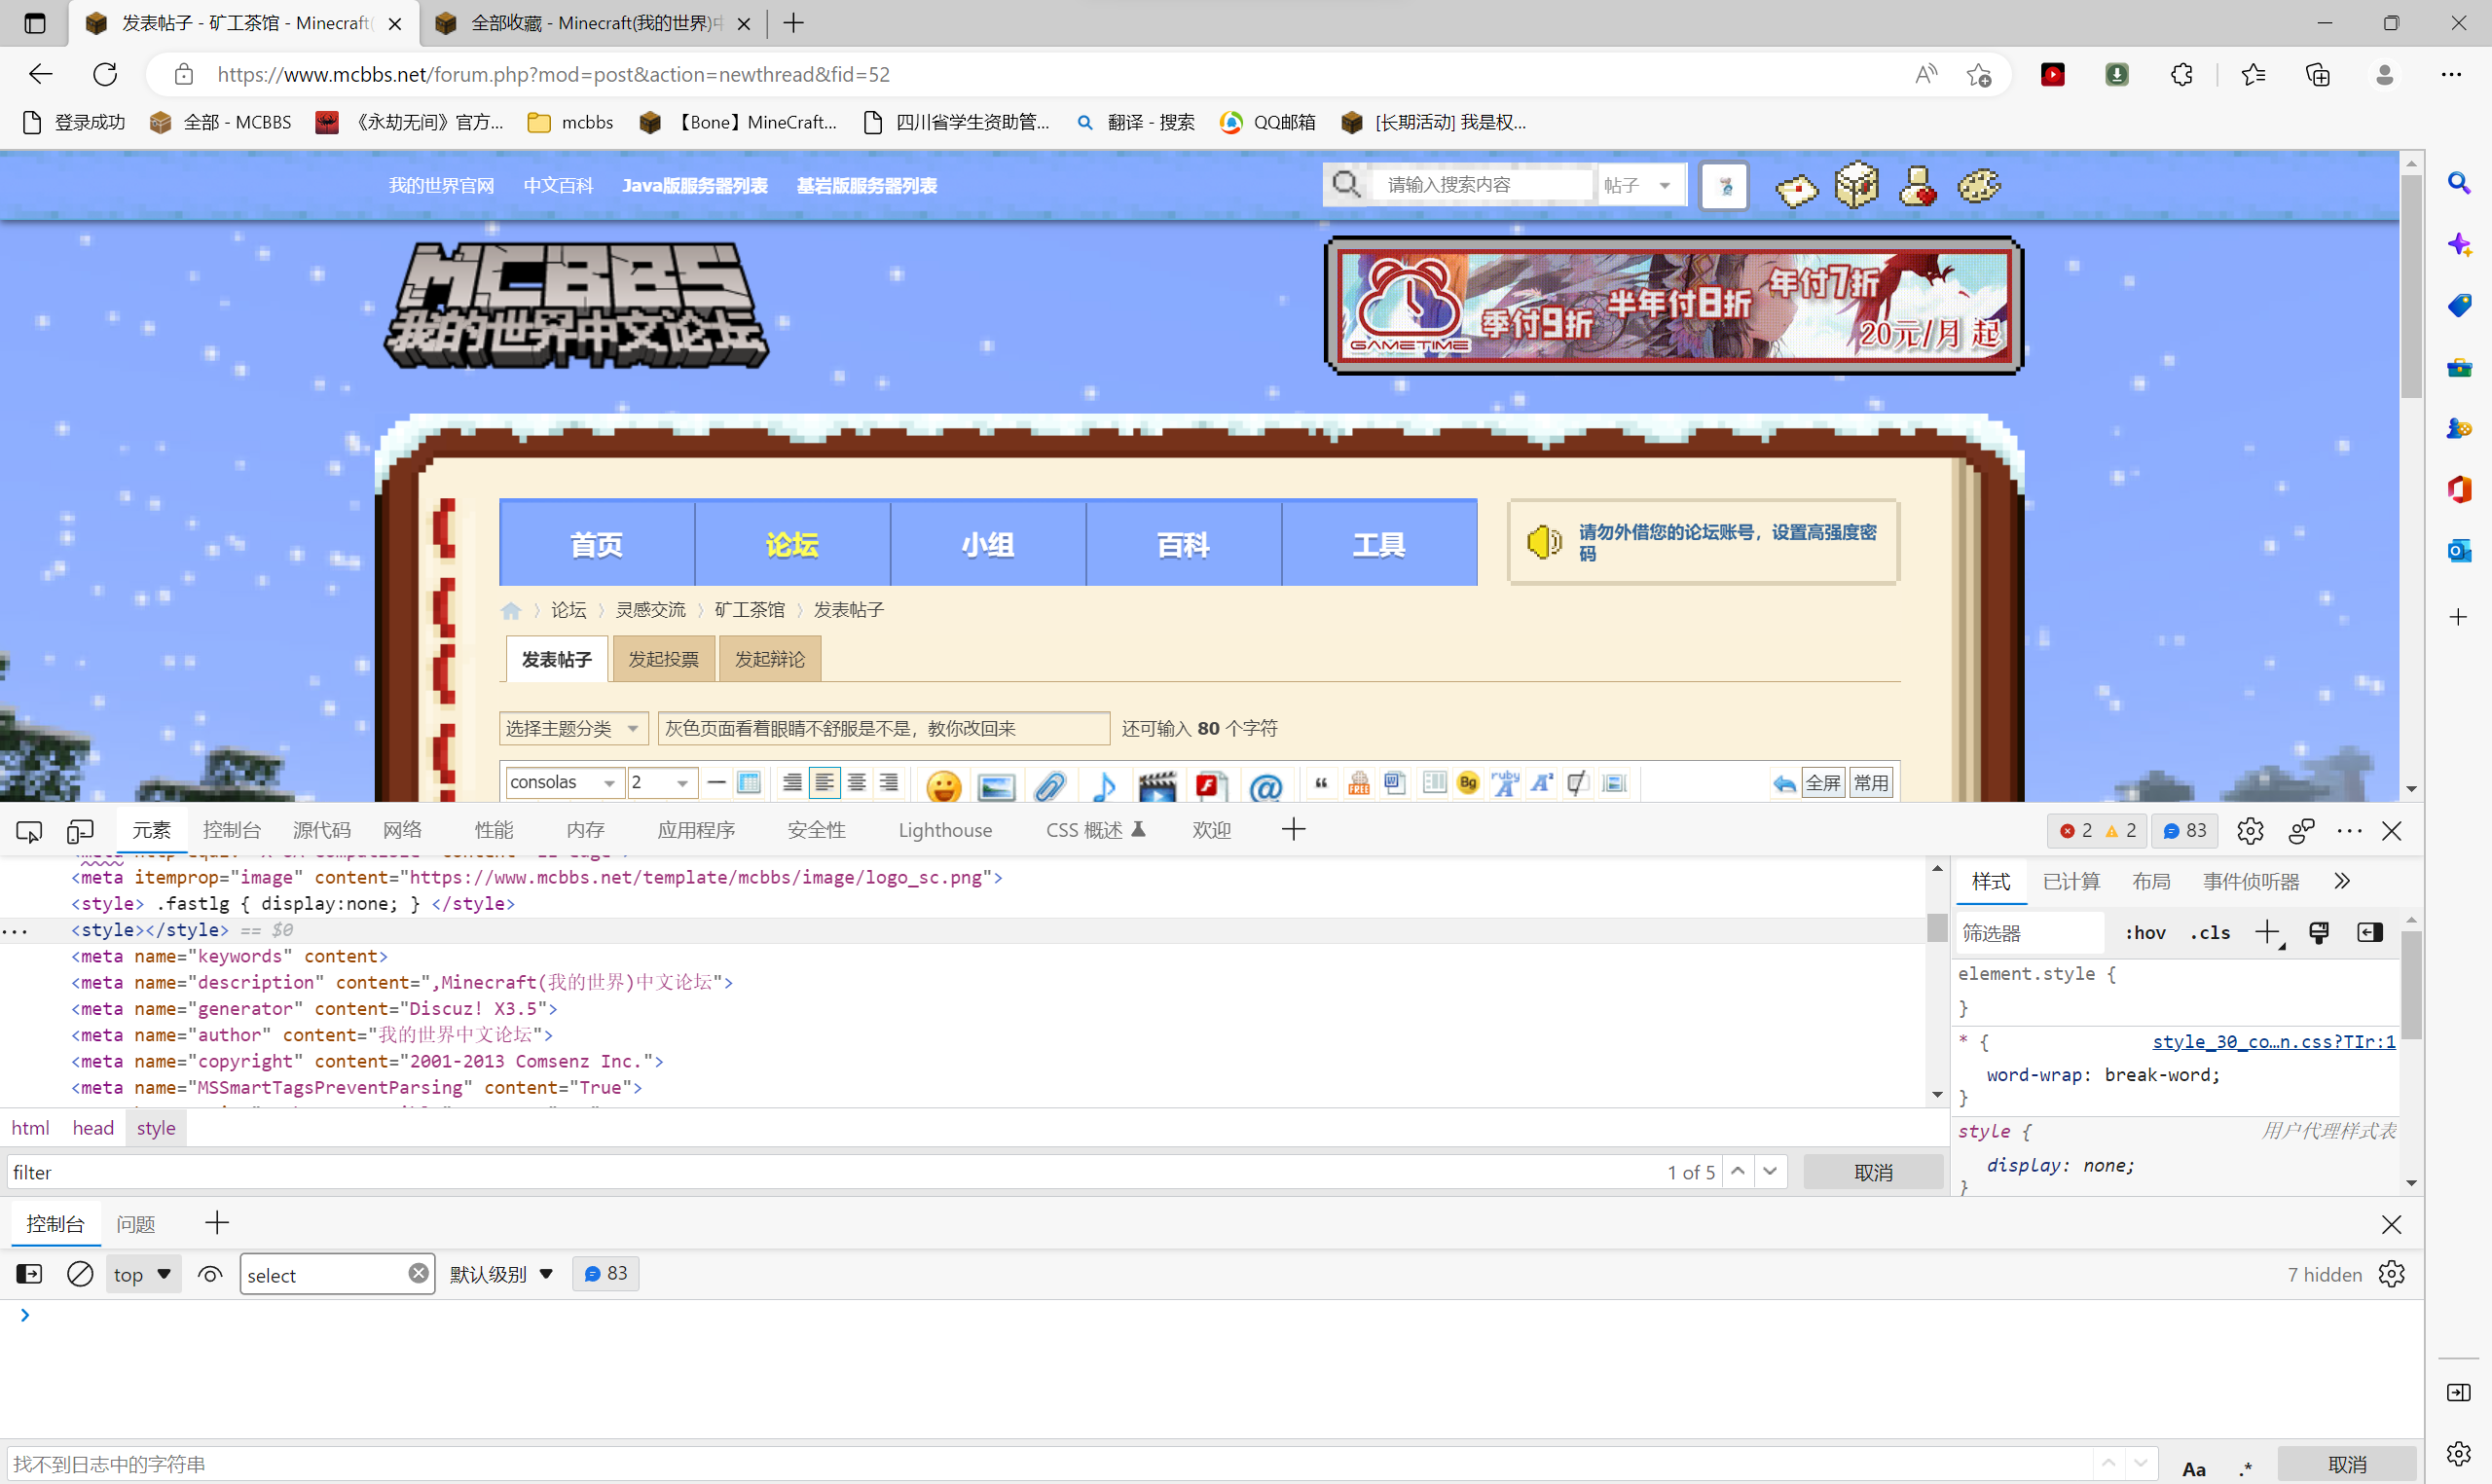 发表帖子 - 矿工茶馆 - Minecraft(
全部收藏 - Minecraft(我的世界)中
https://www.mcbbs.net/forum.php?mod=post&action=newthread&fid=52
登录成功 全部 - MCBBS 《永劫无间》官方... mcbbs 【Bone】MineCraft... 四川省学生资助管... 翻译 - 搜索 QQ邮箱 [长期活动] 我是权...
我的世界官网 中文百科 Java版服务器列表 基岩版服务器列表 请输入搜索内容 帖子
MCBBS
我的世界中文论坛
季付9折 半年付8折 年付7折
GAMETIME 20元/月 起
首页 论坛 小组 百科 工具
请勿外借您的论坛账号，设置高强度密
码
论坛 〉 灵感交流 〉 矿工茶馆 〉 发表帖子
发表帖子 发起投票 发起辩论
选择主题分类 灰色页面看着眼睛不舒服是不是，教你改回来 还可输入 80 个字符
consolas 2 全屏 常用
元素 控制台 源代码 网络 性能 内存 应用程序 安全性 Lighthouse CSS 概述 欢迎 2 2 83
<meta itemprop="image" content="https://www.mcbbs.net/template/mcbbs/image/logo_sc.png">
<style> .fastlg { display:none; } </style>
<style></style> == $0
<meta name="keywords" content>
<meta name="description" content=",Minecraft(我的世界)中文论坛">
<meta name="generator" content="Discuz! X3.5">
<meta name="author" content="我的世界中文论坛">
<meta name="copyright" content="2001-2013 Comsenz Inc.">
<meta name="MSSmartTagsPreventParsing" content="True">
html head style
filter 1 of 5 取消
样式 已计算 布局 事件侦听器
筛选器 :hov .cls
element.style {
}
* { style_30_co…n.css?TIr:1
word-wrap: break-word;
}
style { 用户代理样式表
display: none;
}
控制台 问题
top select 默认级别 83 7 hidden
找不到日志中的字符串 Aa .* 取消